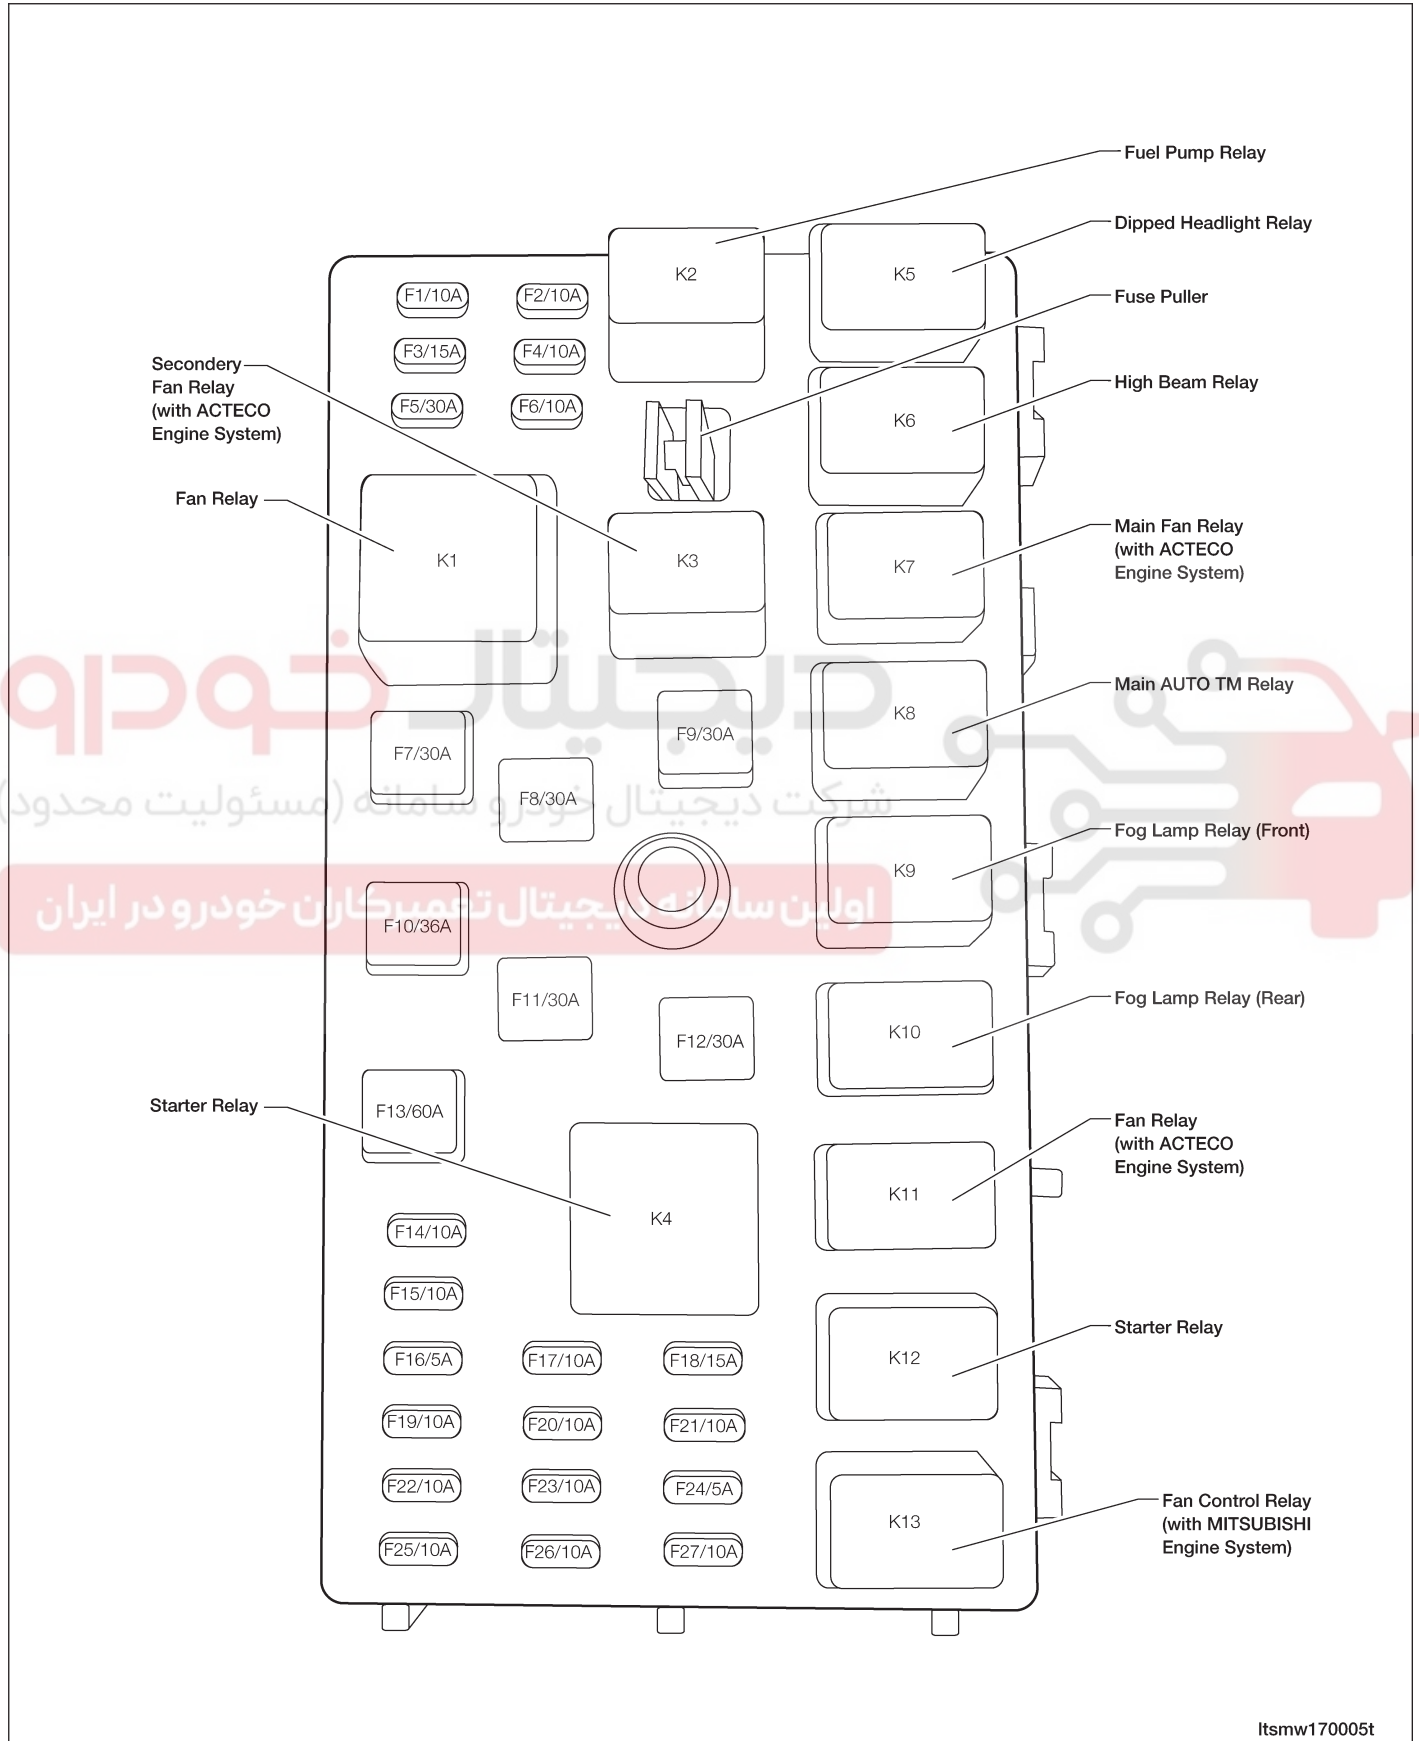 Fuel Pump Relay
Dipped Headlight Relay
Fuse Puller
High Beam Relay
Secondery
Fan Relay
(with ACTECO
Engine System)
Fan Relay
Main Fan Relay
(with ACTECO
Engine System)
Main AUTO TM Relay
Fog Lamp Relay (Front)
Fog Lamp Relay (Rear)
Starter Relay
Fan Relay
(with ACTECO
Engine System)
Starter Relay
Fan Control Relay
(with MITSUBISHI
Engine System)
K2
K5
F1/10A
F2/10A
F3/15A
F4/10A
F5/30A
F6/10A
K6
K1
K3
K7
K8
F7/30A
F8/30A
F9/30A
K9
F10/36A
F11/30A
F12/30A
K10
F13/60A
K11
K4
F14/10A
F15/10A
F16/5A
F17/10A
F18/15A
K12
F19/10A
F20/10A
F21/10A
F22/10A
F23/10A
F24/5A
K13
F25/10A
F26/10A
F27/10A
دیجیتال خودرو
شرکت دیجیتال خودرو سامانه (مسئولیت محدود)
اولین سامانه دیجیتال تعمیرکاران خودرو در ایران
ltsmw170005t